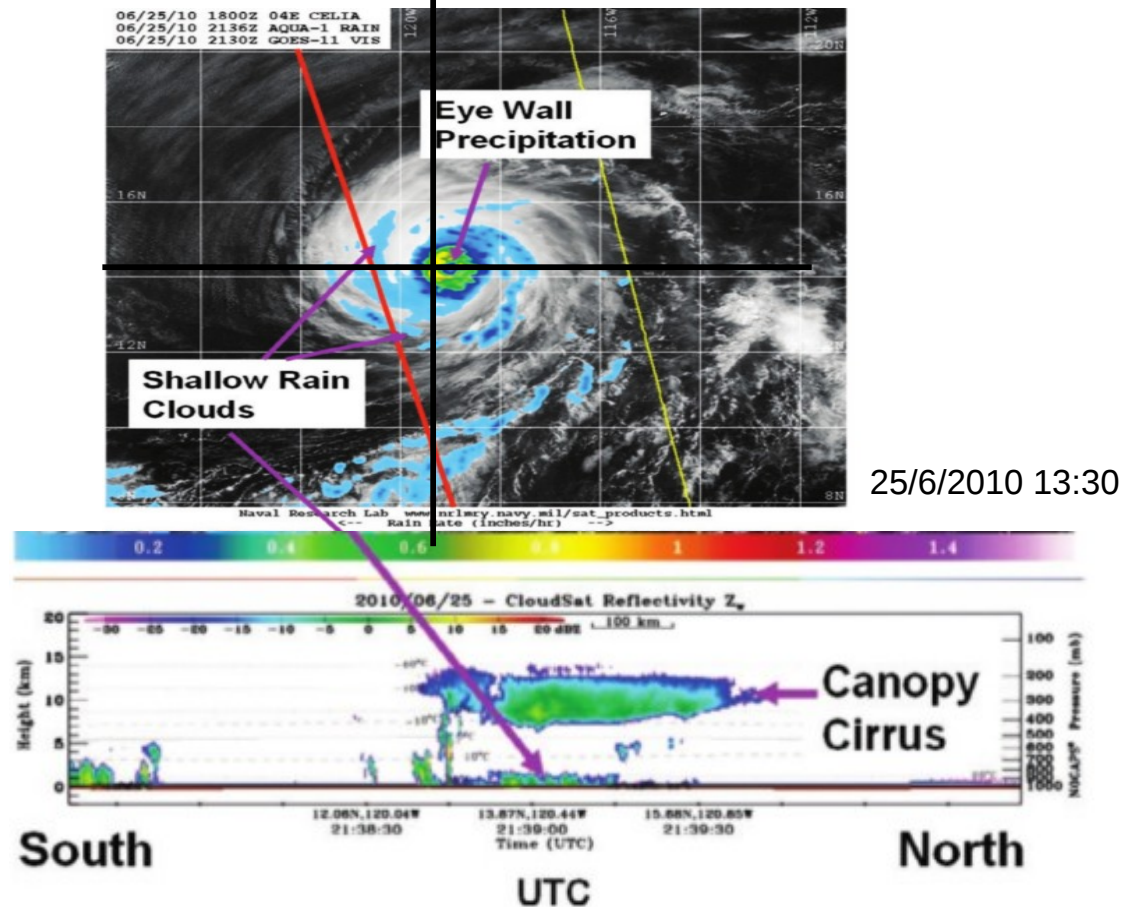 06/25/10 1800Z 04E CELIA
06/25/10 2136Z AQUA-1 RAIN
06/25/10 2130Z GOES-11 VIS
120W
116W
112W
20N
Eye Wall
Precipitation
16N
16N
12N
Shallow Rain
Clouds
8N
25/6/2010 13:30
Naval Research Lab www.nrlmry.navy.mil/sat_products.html
<-- Rain Rate (inches/hr) -->
0.2 0.4 0.6 0.8 1 1.2 1.4
2010/06/25 - CloudSat Reflectivity Zw
-30 -25 -20 -15 -10 -5 0 5 10 15 20 dBZ 100 km
Height (km)
20
15
10
5
0
-10°C
0°C
10°C
100
200
300
400
500
600
700
1000
Pressure (mb)
Canopy
Cirrus
12.06N,120.04W 13.87N,120.44W 15.68N,120.85W
21:38:30 21:39:00 21:39:30
Time (UTC)
South
North
UTC